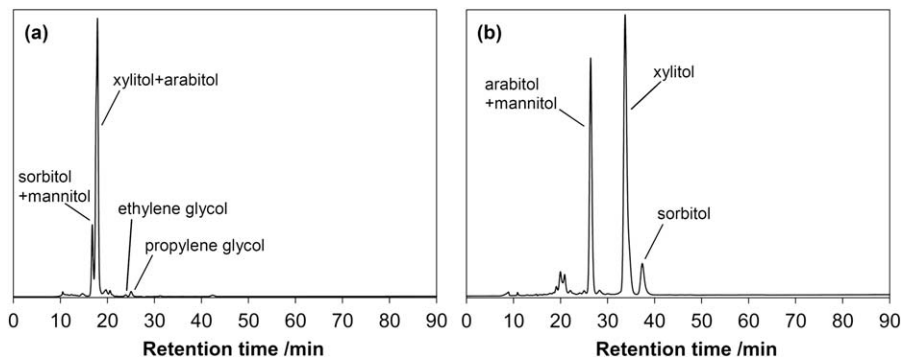 (a)
xylitol+arabitol
sorbitol
+mannitol
ethylene glycol
propylene glycol
0 10 20 30 40 50 60 70 80 90
Retention time /min
(b)
arabitol
+mannitol
xylitol
sorbitol
0 10 20 30 40 50 60 70 80 90
Retention time /min